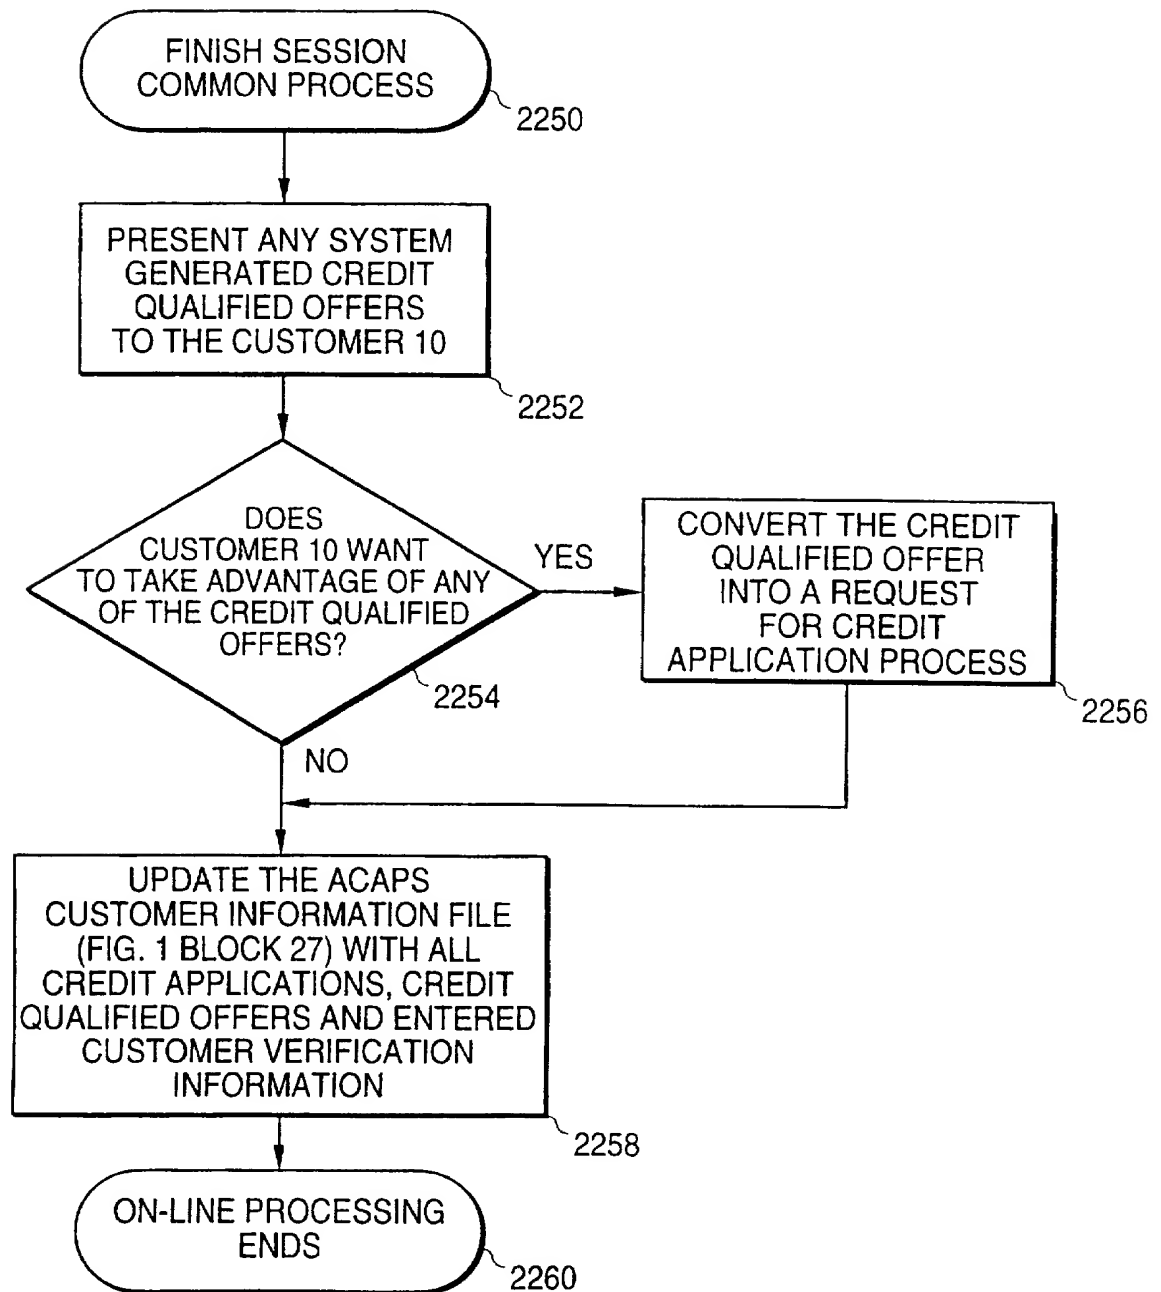 FINISH SESSION
COMMON PROCESS
2250
PRESENT ANY SYSTEM
GENERATED CREDIT
QUALIFIED OFFERS
TO THE CUSTOMER 10
2252
DOES
CUSTOMER 10 WANT
TO TAKE ADVANTAGE OF ANY
OF THE CREDIT QUALIFIED
OFFERS?
2254
YES
CONVERT THE CREDIT
QUALIFIED OFFER
INTO A REQUEST
FOR CREDIT
APPLICATION PROCESS
2256
NO
UPDATE THE ACAPS
CUSTOMER INFORMATION FILE
(FIG. 1 BLOCK 27) WITH ALL
CREDIT APPLICATIONS, CREDIT
QUALIFIED OFFERS AND ENTERED
CUSTOMER VERIFICATION
INFORMATION
2258
ON-LINE PROCESSING
ENDS
2260